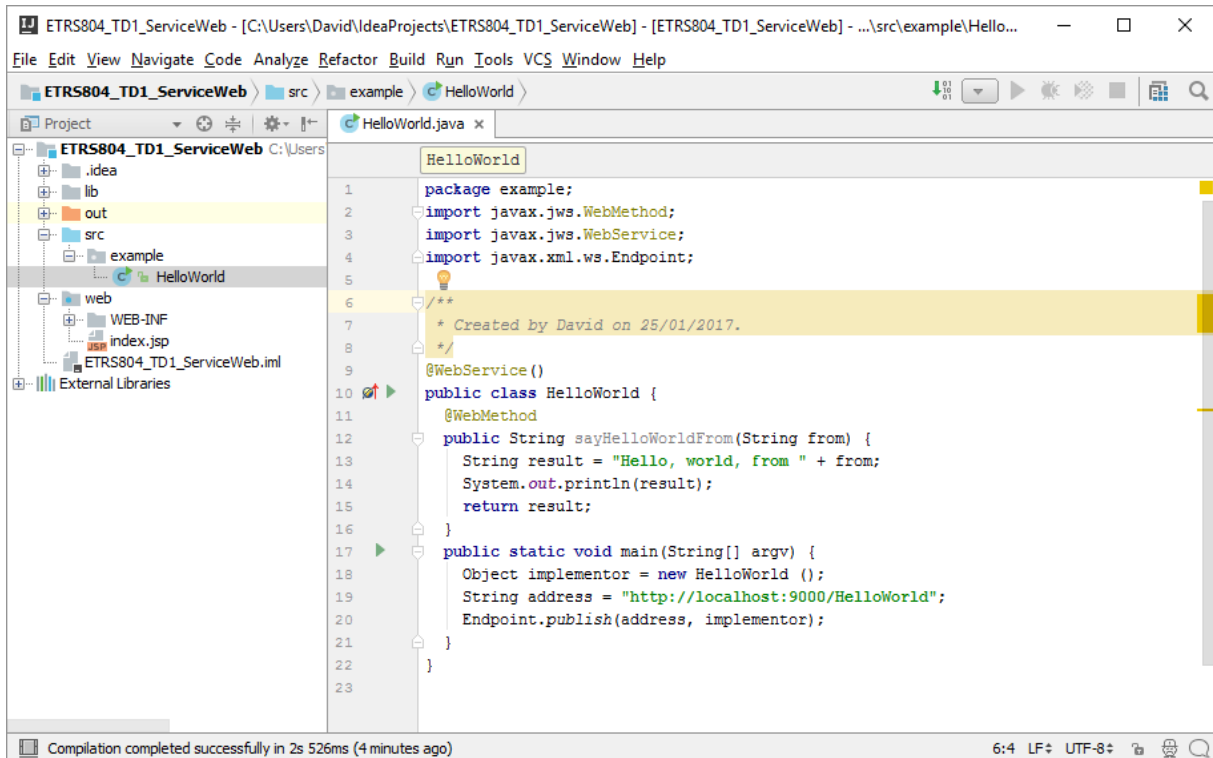 ETRS804_TD1_ServiceWeb - [C:\Users\David\IdeaProjects\ETRS804_TD1_ServiceWeb] - [ETRS804_TD1_ServiceWeb] - ...\src\example\Hello...
File Edit View Navigate Code Analyze Refactor Build Run Tools VCS Window Help
ETRS804_TD1_ServiceWeb src example HelloWorld
Project
HelloWorld.java
ETRS804_TD1_ServiceWeb C:\Users
.idea
lib
out
src
example
HelloWorld
web
WEB-INF
index.jsp
ETRS804_TD1_ServiceWeb.iml
External Libraries
HelloWorld
1 package example;
2 import javax.jws.WebMethod;
3 import javax.jws.WebService;
4 import javax.xml.ws.Endpoint;
5
6 /**
7 * Created by David on 25/01/2017.
8 */
9 @WebService()
10 public class HelloWorld {
11 @WebMethod
12 public String sayHelloWorldFrom(String from) {
13 String result = "Hello, world, from " + from;
14 System.out.println(result);
15 return result;
16 }
17 public static void main(String[] argv) {
18 Object implementor = new HelloWorld ();
19 String address = "http://localhost:9000/HelloWorld";
20 Endpoint.publish(address, implementor);
21 }
22 }
23
Compilation completed successfully in 2s 526ms (4 minutes ago) 6:4 LF UTF-8